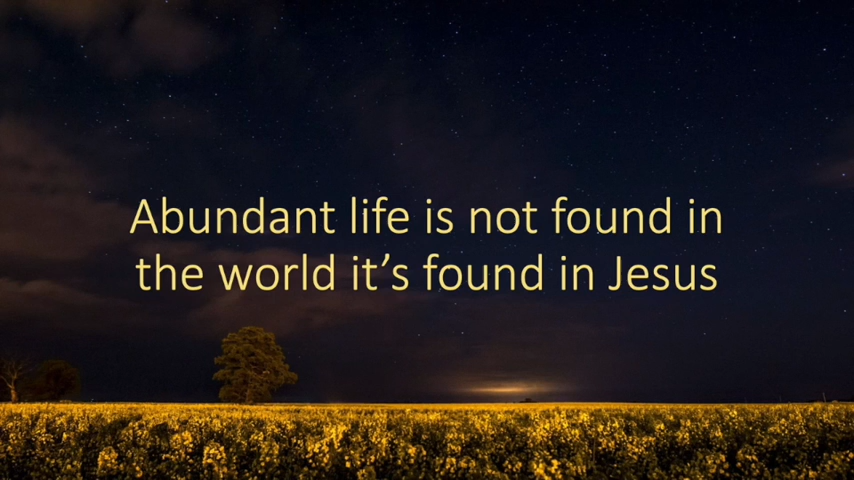 Abundant life is not found in
the world it’s found in Jesus